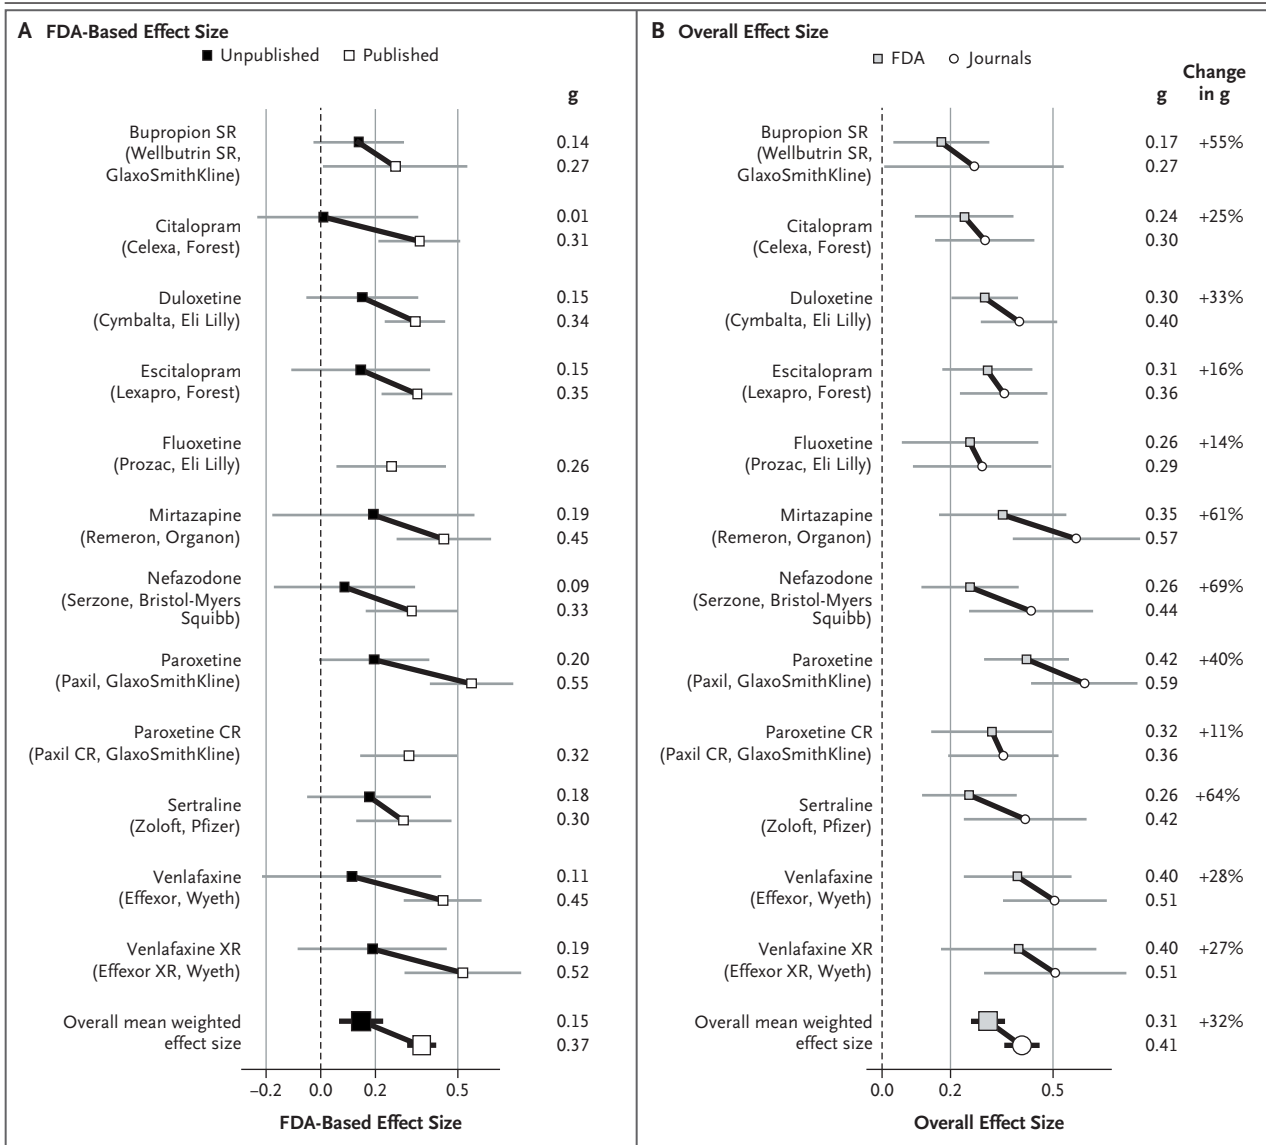 A FDA-Based Effect Size
Unpublished Published
g
Bupropion SR
(Wellbutrin SR,
GlaxoSmithKline)
0.14
0.27
Citalopram
(Celexa, Forest)
0.01
0.31
Duloxetine
(Cymbalta, Eli Lilly)
0.15
0.34
Escitalopram
(Lexapro, Forest)
0.15
0.35
Fluoxetine
(Prozac, Eli Lilly)
0.26
Mirtazapine
(Remeron, Organon)
0.19
0.45
Nefazodone
(Serzone, Bristol-Myers
Squibb)
0.09
0.33
Paroxetine
(Paxil, GlaxoSmithKline)
0.20
0.55
Paroxetine CR
(Paxil CR, GlaxoSmithKline)
0.32
Sertraline
(Zoloft, Pfizer)
0.18
0.30
Venlafaxine
(Effexor, Wyeth)
0.11
0.45
Venlafaxine XR
(Effexor XR, Wyeth)
0.19
0.52
Overall mean weighted
effect size
0.15
0.37
−0.2 0.0 0.2 0.5
FDA-Based Effect Size
B Overall Effect Size
FDA Journals
g
Change
in g
Bupropion SR
(Wellbutrin SR,
GlaxoSmithKline)
0.17 +55%
0.27
Citalopram
(Celexa, Forest)
0.24 +25%
0.30
Duloxetine
(Cymbalta, Eli Lilly)
0.30 +33%
0.40
Escitalopram
(Lexapro, Forest)
0.31 +16%
0.36
Fluoxetine
(Prozac, Eli Lilly)
0.26 +14%
0.29
Mirtazapine
(Remeron, Organon)
0.35 +61%
0.57
Nefazodone
(Serzone, Bristol-Myers
Squibb)
0.26 +69%
0.44
Paroxetine
(Paxil, GlaxoSmithKline)
0.42 +40%
0.59
Paroxetine CR
(Paxil CR, GlaxoSmithKline)
0.32 +11%
0.36
Sertraline
(Zoloft, Pfizer)
0.26 +64%
0.42
Venlafaxine
(Effexor, Wyeth)
0.40 +28%
0.51
Venlafaxine XR
(Effexor XR, Wyeth)
0.40 +27%
0.51
Overall mean weighted
effect size
0.31 +32%
0.41
0.0 0.2 0.5
Overall Effect Size